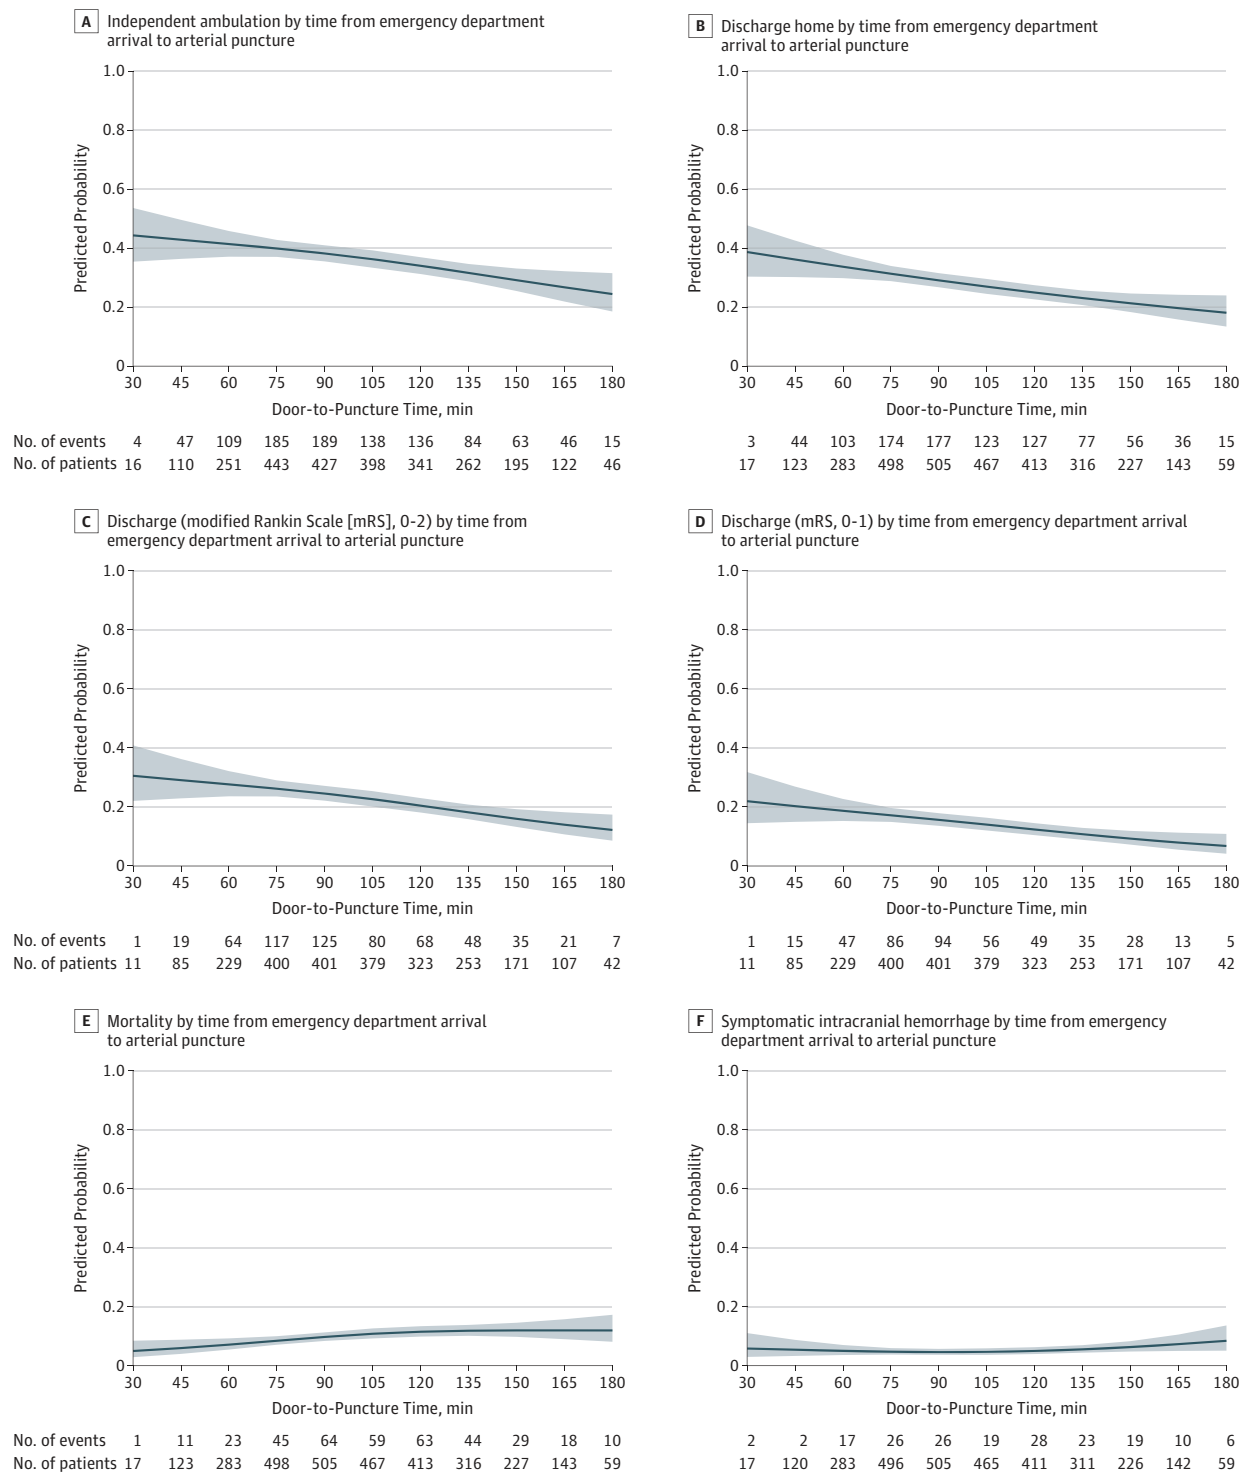 A Independent ambulation by time from emergency department
arrival to arterial puncture
1.0
0.8
0.6
0.4
0.2
0
Predicted Probability
30 45 60 75 90 105 120 135 150 165 180
Door-to-Puncture Time, min
No. of events 4 47 109 185 189 138 136 84 63 46 15
No. of patients 16 110 251 443 427 398 341 262 195 122 46
B Discharge home by time from emergency department
arrival to arterial puncture
1.0
0.8
0.6
0.4
0.2
0
Predicted Probability
30 45 60 75 90 105 120 135 150 165 180
Door-to-Puncture Time, min
3 44 103 174 177 123 127 77 56 36 15
17 123 283 498 505 467 413 316 227 143 59
C Discharge (modified Rankin Scale [mRS], 0-2) by time from
emergency department arrival to arterial puncture
1.0
0.8
0.6
0.4
0.2
0
Predicted Probability
30 45 60 75 90 105 120 135 150 165 180
Door-to-Puncture Time, min
No. of events 1 19 64 117 125 80 68 48 35 21 7
No. of patients 11 85 229 400 401 379 323 253 171 107 42
D Discharge (mRS, 0-1) by time from emergency department arrival
to arterial puncture
1.0
0.8
0.6
0.4
0.2
0
Predicted Probability
30 45 60 75 90 105 120 135 150 165 180
Door-to-Puncture Time, min
1 15 47 86 94 56 49 35 28 13 5
11 85 229 400 401 379 323 253 171 107 42
E Mortality by time from emergency department arrival
to arterial puncture
1.0
0.8
0.6
0.4
0.2
0
Predicted Probability
30 45 60 75 90 105 120 135 150 165 180
Door-to-Puncture Time, min
No. of events 1 11 23 45 64 59 63 44 29 18 10
No. of patients 17 123 283 498 505 467 413 316 227 143 59
F Symptomatic intracranial hemorrhage by time from emergency
department arrival to arterial puncture
1.0
0.8
0.6
0.4
0.2
0
Predicted Probability
30 45 60 75 90 105 120 135 150 165 180
Door-to-Puncture Time, min
2 2 17 26 26 19 28 23 19 10 6
17 120 283 496 505 465 411 311 226 142 59